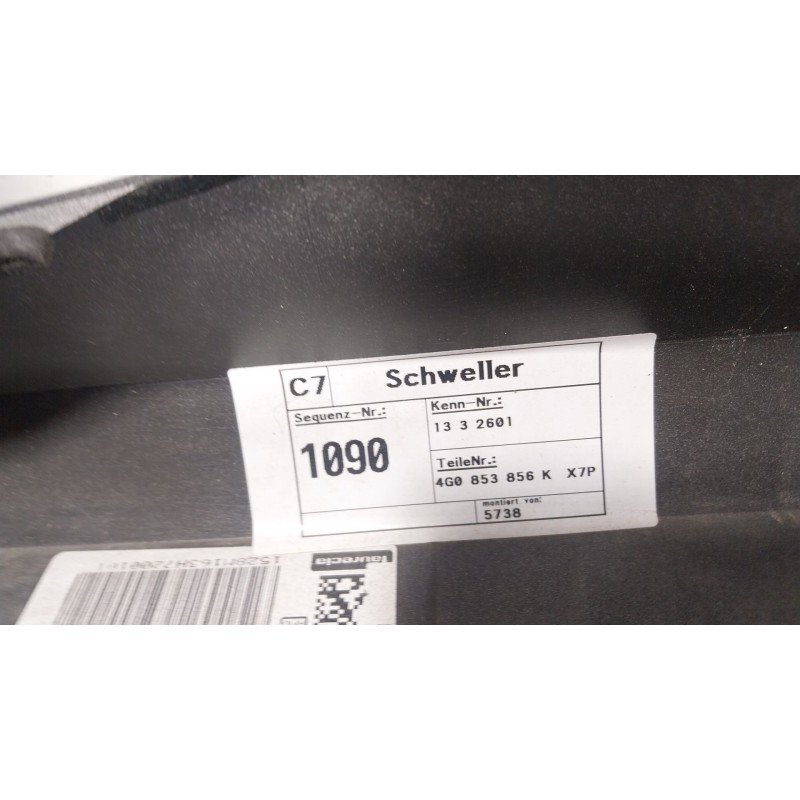 C7 Schweller
Sequenz-Nr.:
1090
Kenn-Nr.:
13 3 2601
TeileNr.:
4G0 853 856 K X7P
montiert von:
5738
faurecia